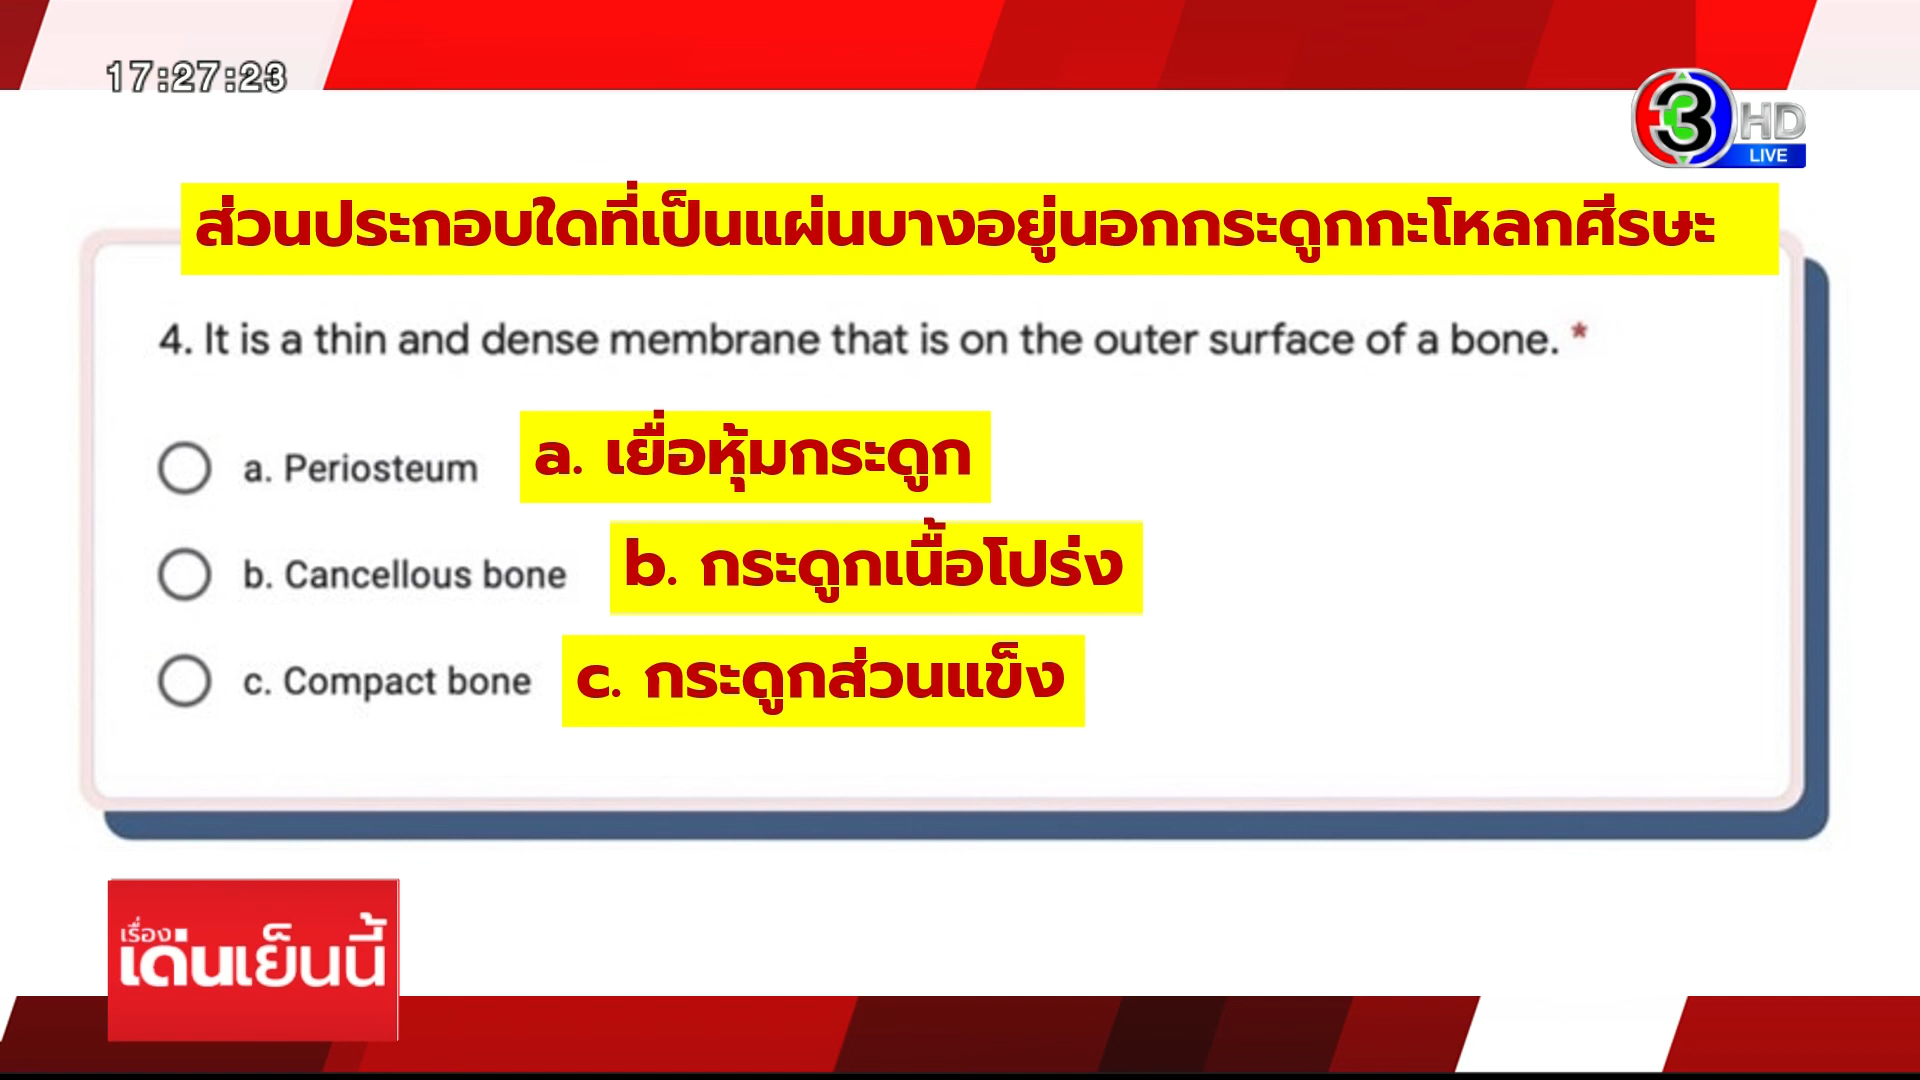 17:27:23
3 HD
LIVE
ส่วนประกอบใดที่เป็นแผ่นบางอยู่นอกกระดูกกะโหลกศีรษะ
4. It is a thin and dense membrane that is on the outer surface of a bone. *
a. Periosteum a. เยื่อหุ้มกระดูก
b. Cancellous bone b. กระดูกเนื้อโปร่ง
c. Compact bone c. กระดูกส่วนแข็ง
เรื่อง
เด่นเย็นนี้